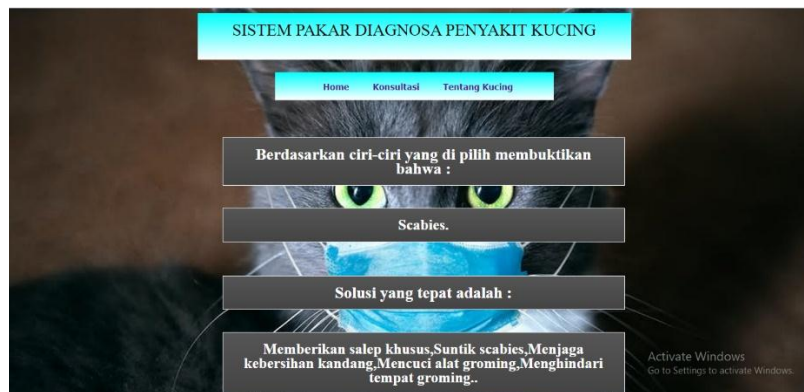 SISTEM PAKAR DIAGNOSA PENYAKIT KUCING
Home Konsultasi Tentang Kucing
Berdasarkan ciri-ciri yang di pilih membuktikan
bahwa :
Scabies.
Solusi yang tepat adalah :
Memberikan salep khusus,Suntik scabies,Menjaga
kebersihan kandang,Mencuci alat groming,Menghindari
tempat groming..
Activate Windows
Go to Settings to activate Windows.